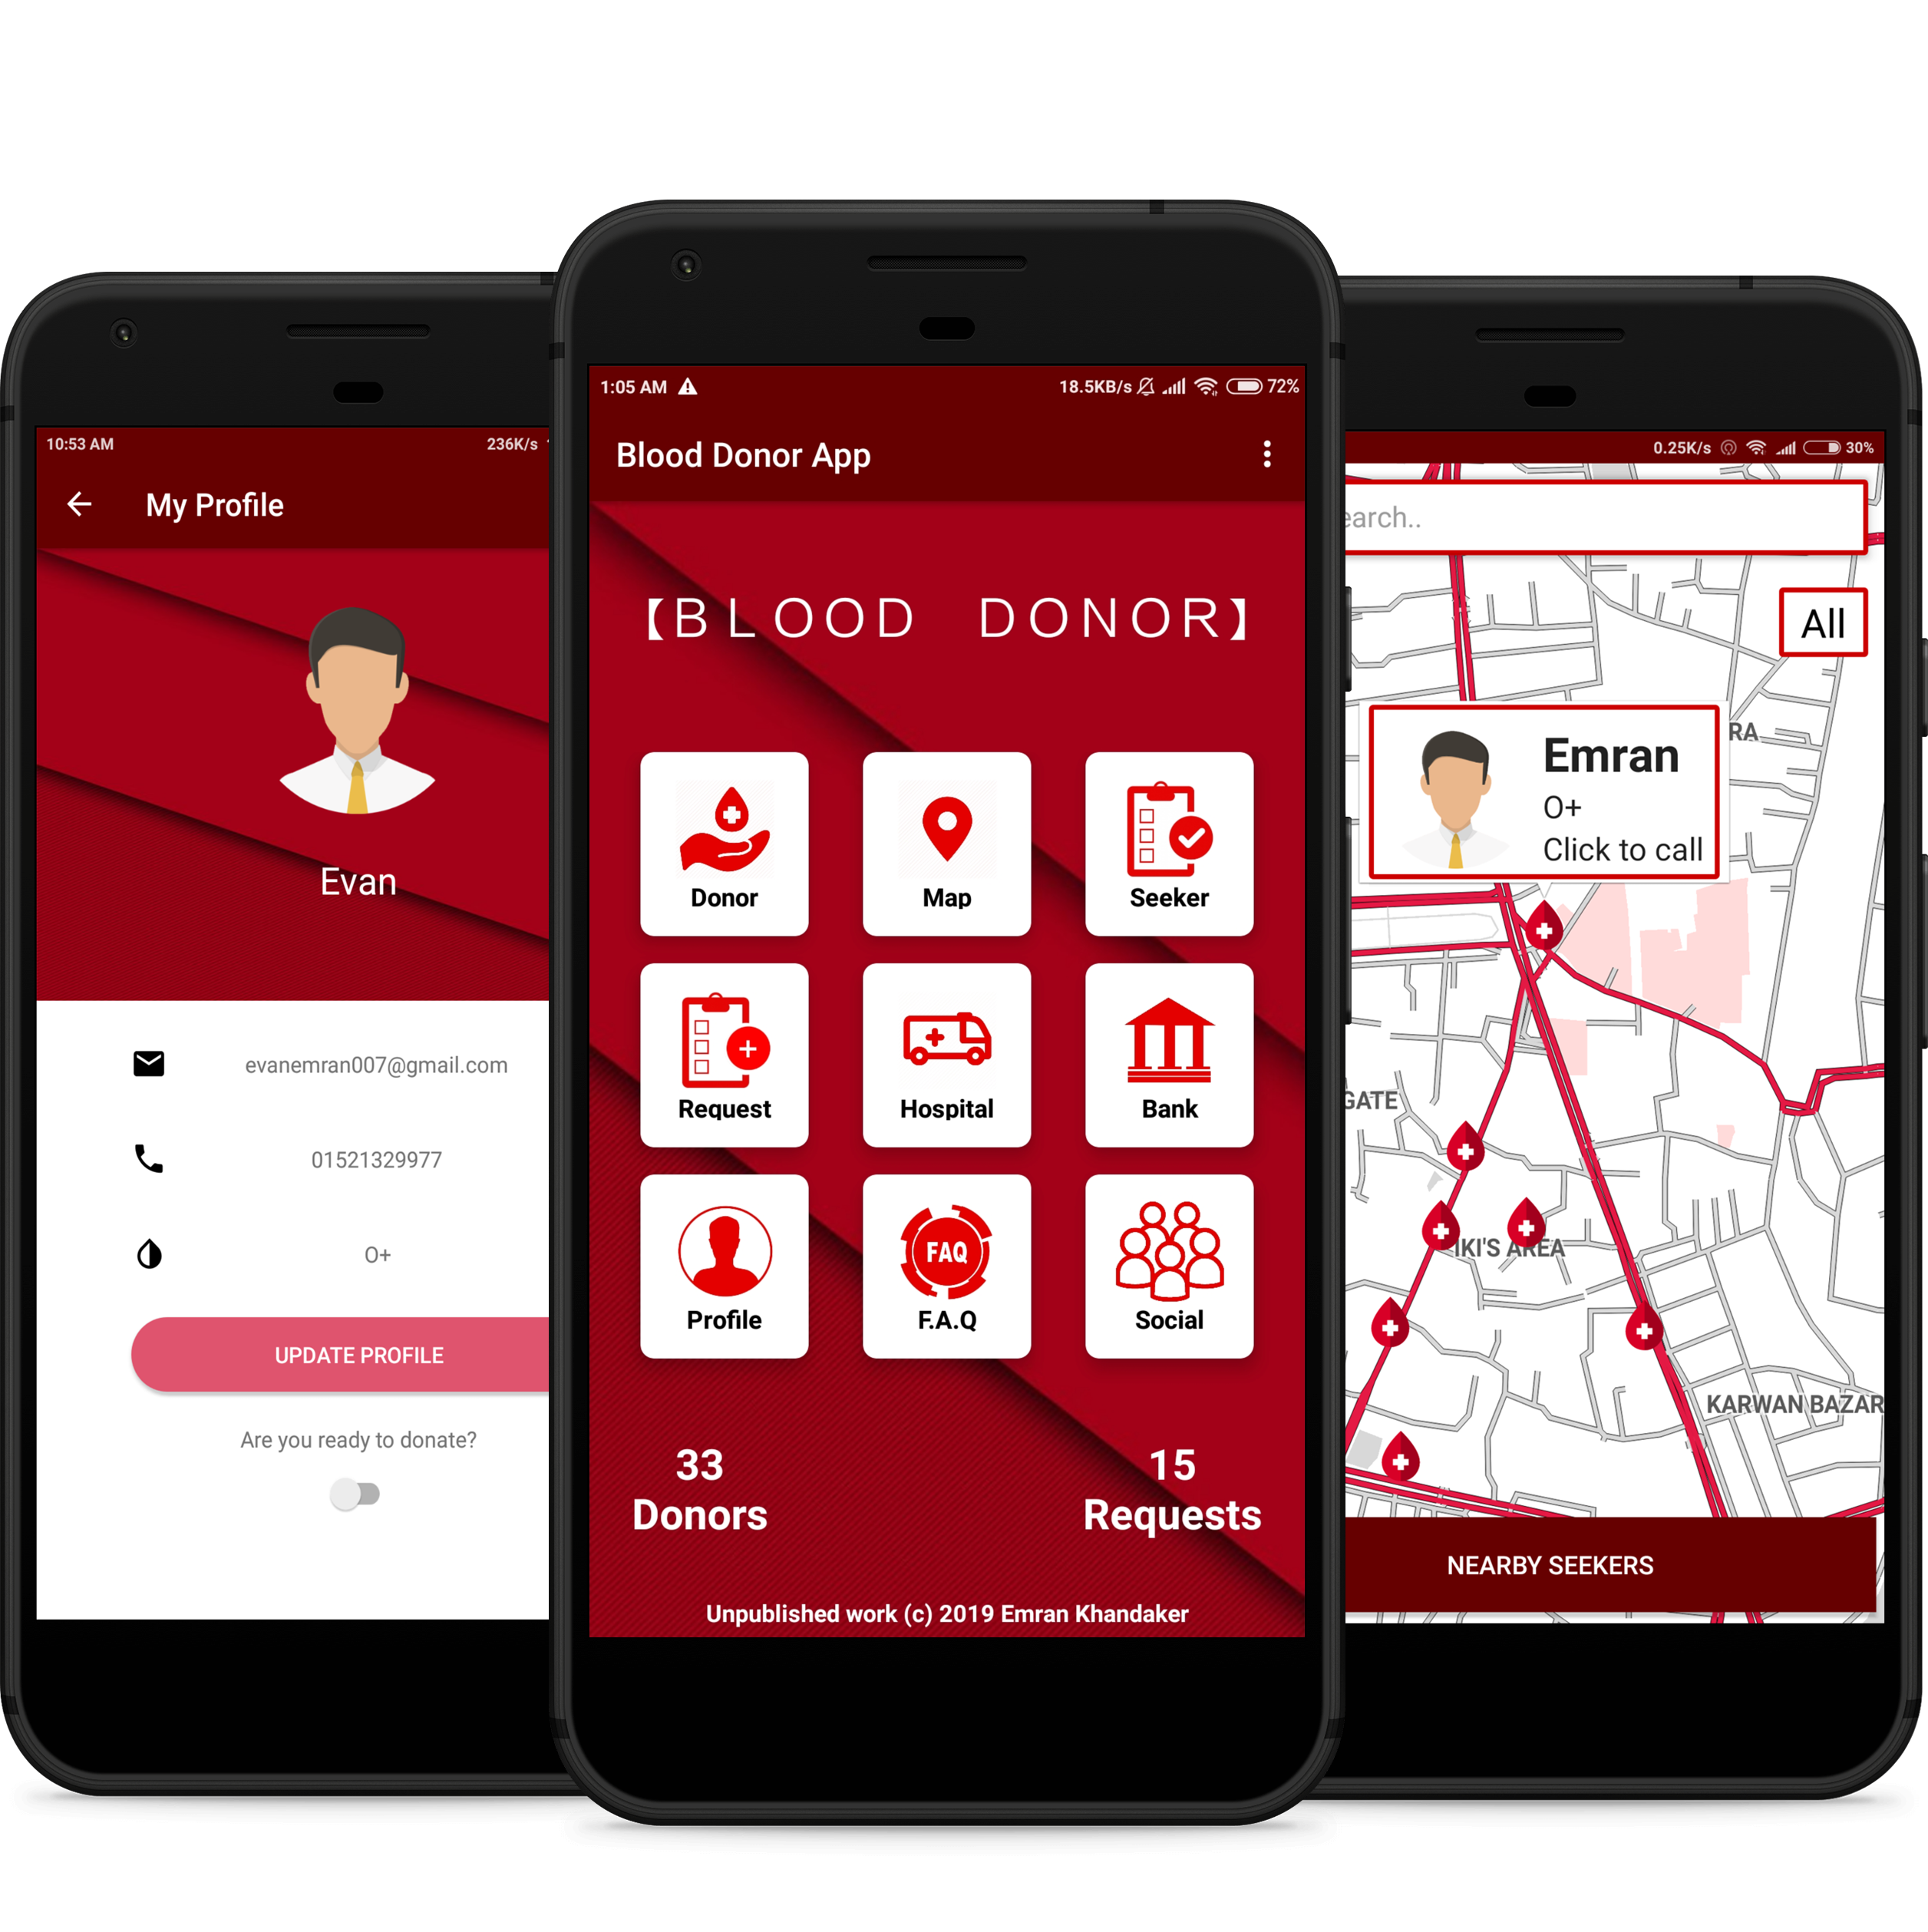 10:53 AM 236K/s
My Profile
Evan
evanemran007@gmail.com
01521329977
O+
UPDATE PROFILE
Are you ready to donate?
1:05 AM 18.5KB/s 72%
Blood Donor App
【BLOOD DONOR】
Donor Map Seeker
Request Hospital Bank
FAQ
Profile F.A.Q Social
33 15
Donors Requests
Unpublished work (c) 2019 Emran Khandaker
0.25K/s 30%
earch..
All
RA
Emran
O+
Click to call
GATE
IKI'S AREA
KARWAN BAZAR
NEARBY SEEKERS